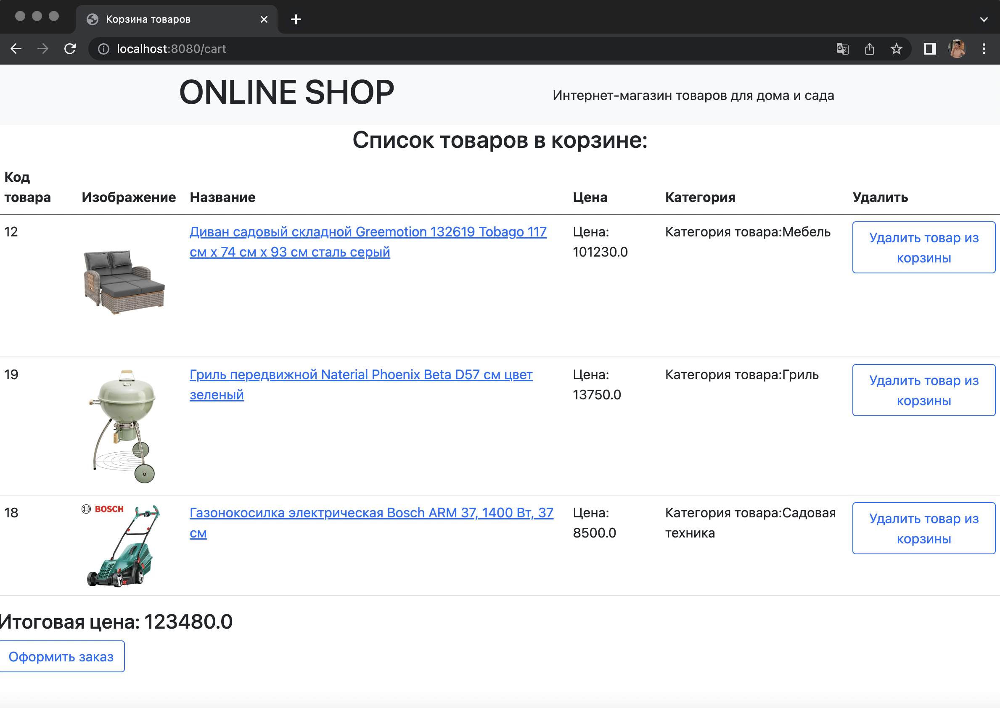 Корзина товаров
localhost:8080/cart
ONLINE SHOP
Интернет-магазин товаров для дома и сада
Список товаров в корзине:
Код товара Изображение Название Цена Категория Удалить
12
Диван садовый складной Greemotion 132619 Tobago 117
см x 74 см x 93 см сталь серый
Цена:
101230.0
Категория товара:Мебель
Удалить товар из
корзины
19
Гриль передвижной Naterial Phoenix Beta D57 см цвет
зеленый
Цена:
13750.0
Категория товара:Гриль
Удалить товар из
корзины
18
BOSCH
Газонокосилка электрическая Bosch ARM 37, 1400 Вт, 37
см
Цена:
8500.0
Категория товара:Садовая
техника
Удалить товар из
корзины
Итоговая цена: 123480.0
Оформить заказ